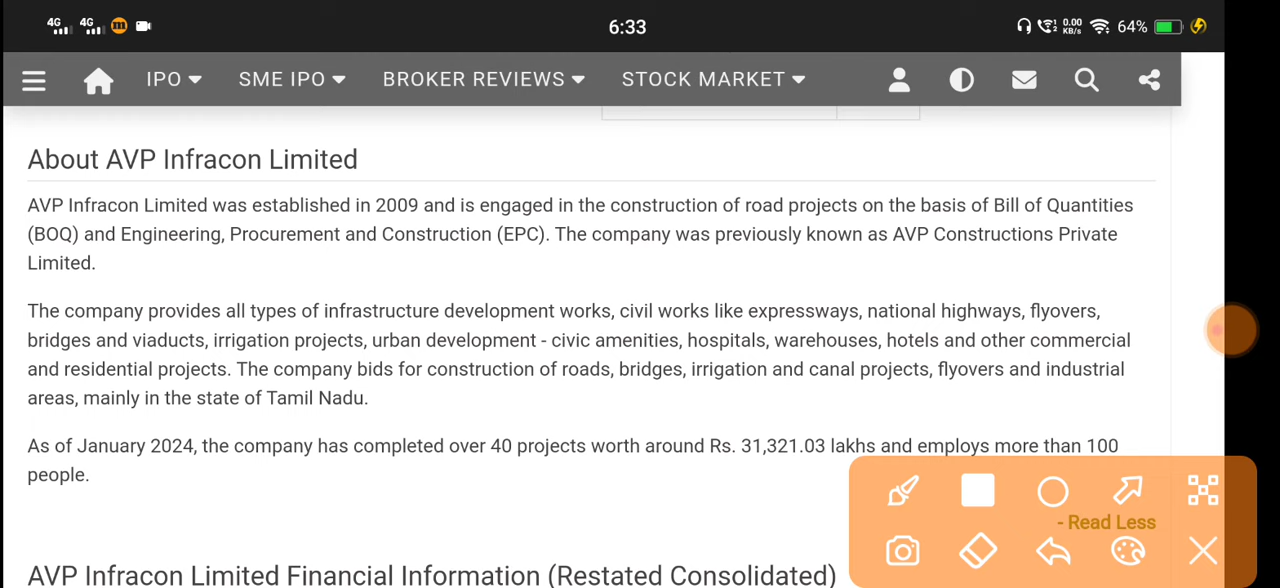 4G 4G m 6:33 2 0.00 KB/s 64%
IPO SME IPO BROKER REVIEWS STOCK MARKET
About AVP Infracon Limited
AVP Infracon Limited was established in 2009 and is engaged in the construction of road projects on the basis of Bill of Quantities
(BOQ) and Engineering, Procurement and Construction (EPC). The company was previously known as AVP Constructions Private
Limited.
The company provides all types of infrastructure development works, civil works like expressways, national highways, flyovers,
bridges and viaducts, irrigation projects, urban development - civic amenities, hospitals, warehouses, hotels and other commercial
and residential projects. The company bids for construction of roads, bridges, irrigation and canal projects, flyovers and industrial
areas, mainly in the state of Tamil Nadu.
As of January 2024, the company has completed over 40 projects worth around Rs. 31,321.03 lakhs and employs more than 100
people.
- Read Less
AVP Infracon Limited Financial Information (Restated Consolidated)